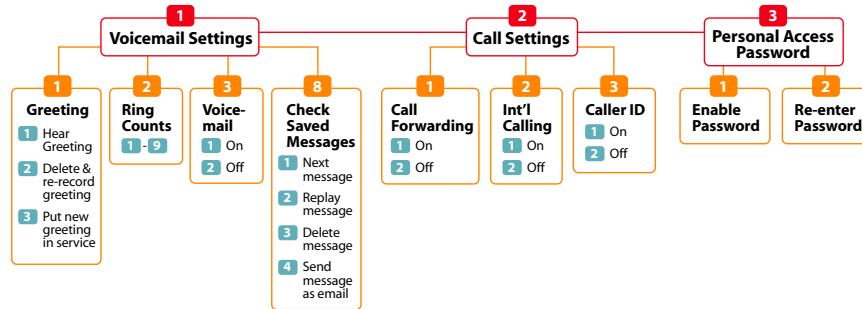 1
Voicemail Settings
2
Call Settings
3
Personal Access
Password
1
Greeting
1 Hear
Greeting
2 Delete &
re-record
greeting
3 Put new
greeting
in service
2
Ring
Counts
1 - 9
3
Voice-
mail
1 On
2 Off
8
Check
Saved
Messages
1 Next
message
2 Replay
message
3 Delete
message
4 Send
message
as email
1
Call
Forwarding
1 On
2 Off
2
Int'l
Calling
1 On
2 Off
3
Caller ID
1 On
2 Off
1
Enable
Password
2
Re-enter
Password